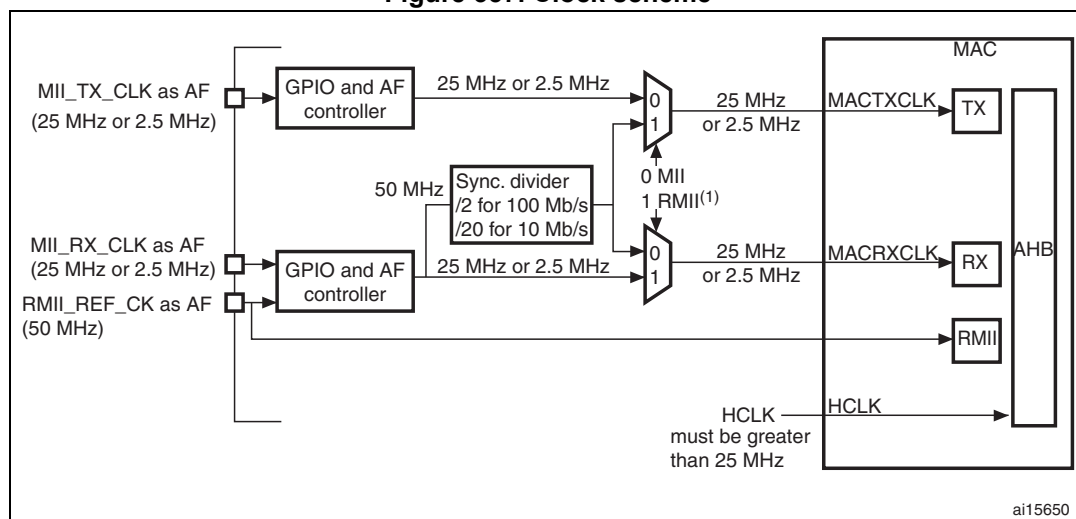 MAC
MII_TX_CLK as AF
(25 MHz or 2.5 MHz)
GPIO and AF
controller
25 MHz or 2.5 MHz
0
1
25 MHz
or 2.5 MHz
MACTXCLK
TX
50 MHz
Sync. divider
/2 for 100 Mb/s
/20 for 10 Mb/s
0 MII
1 RMII(1)
MII_RX_CLK as AF
(25 MHz or 2.5 MHz)
RMII_REF_CK as AF
(50 MHz)
GPIO and AF
controller
25 MHz or 2.5 MHz
0
1
25 MHz
or 2.5 MHz
MACRXCLK
RX
AHB
RMII
HCLK
must be greater
than 25 MHz
HCLK
ai15650